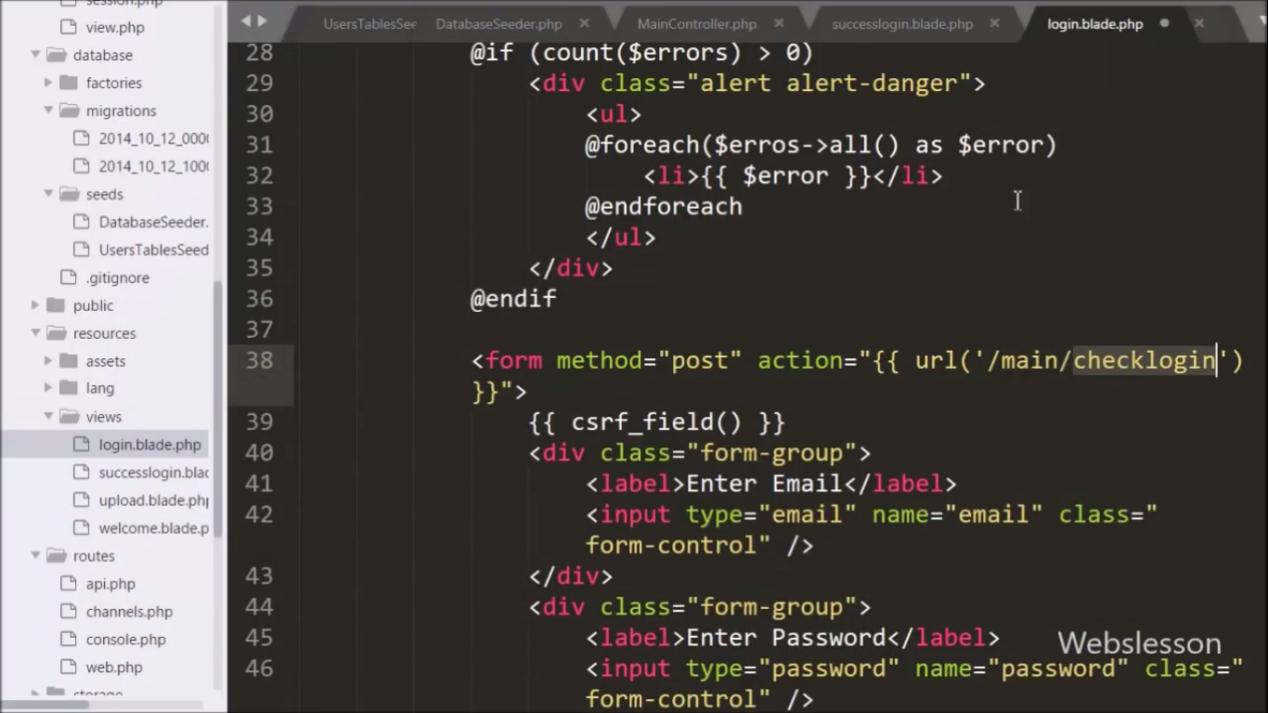 session.php
view.php
database
factories
migrations
2014_10_12_000
2014_10_12_100
seeds
DatabaseSeeder.
UsersTablesSeed
.gitignore
public
resources
assets
lang
views
login.blade.php
successlogin.blac
upload.blade.php
welcome.blade.p
routes
api.php
channels.php
console.php
web.php
storage
UsersTablesSee
DatabaseSeeder.php
MainController.php
successlogin.blade.php
login.blade.php
28 @if (count($errors) > 0)
29 <div class="alert alert-danger">
30 <ul>
31 @foreach($erros->all() as $error)
32 <li>{{ $error }}</li>
33 @endforeach
34 </ul>
35 </div>
36 @endif
37
38 <form method="post" action="{{ url('/main/checklogin')
}}">
39 {{ csrf_field() }}
40 <div class="form-group">
41 <label>Enter Email</label>
42 <input type="email" name="email" class="
form-control" />
43 </div>
44 <div class="form-group">
45 <label>Enter Password</label>
46 <input type="password" name="password" class="
form-control" />
Webslesson